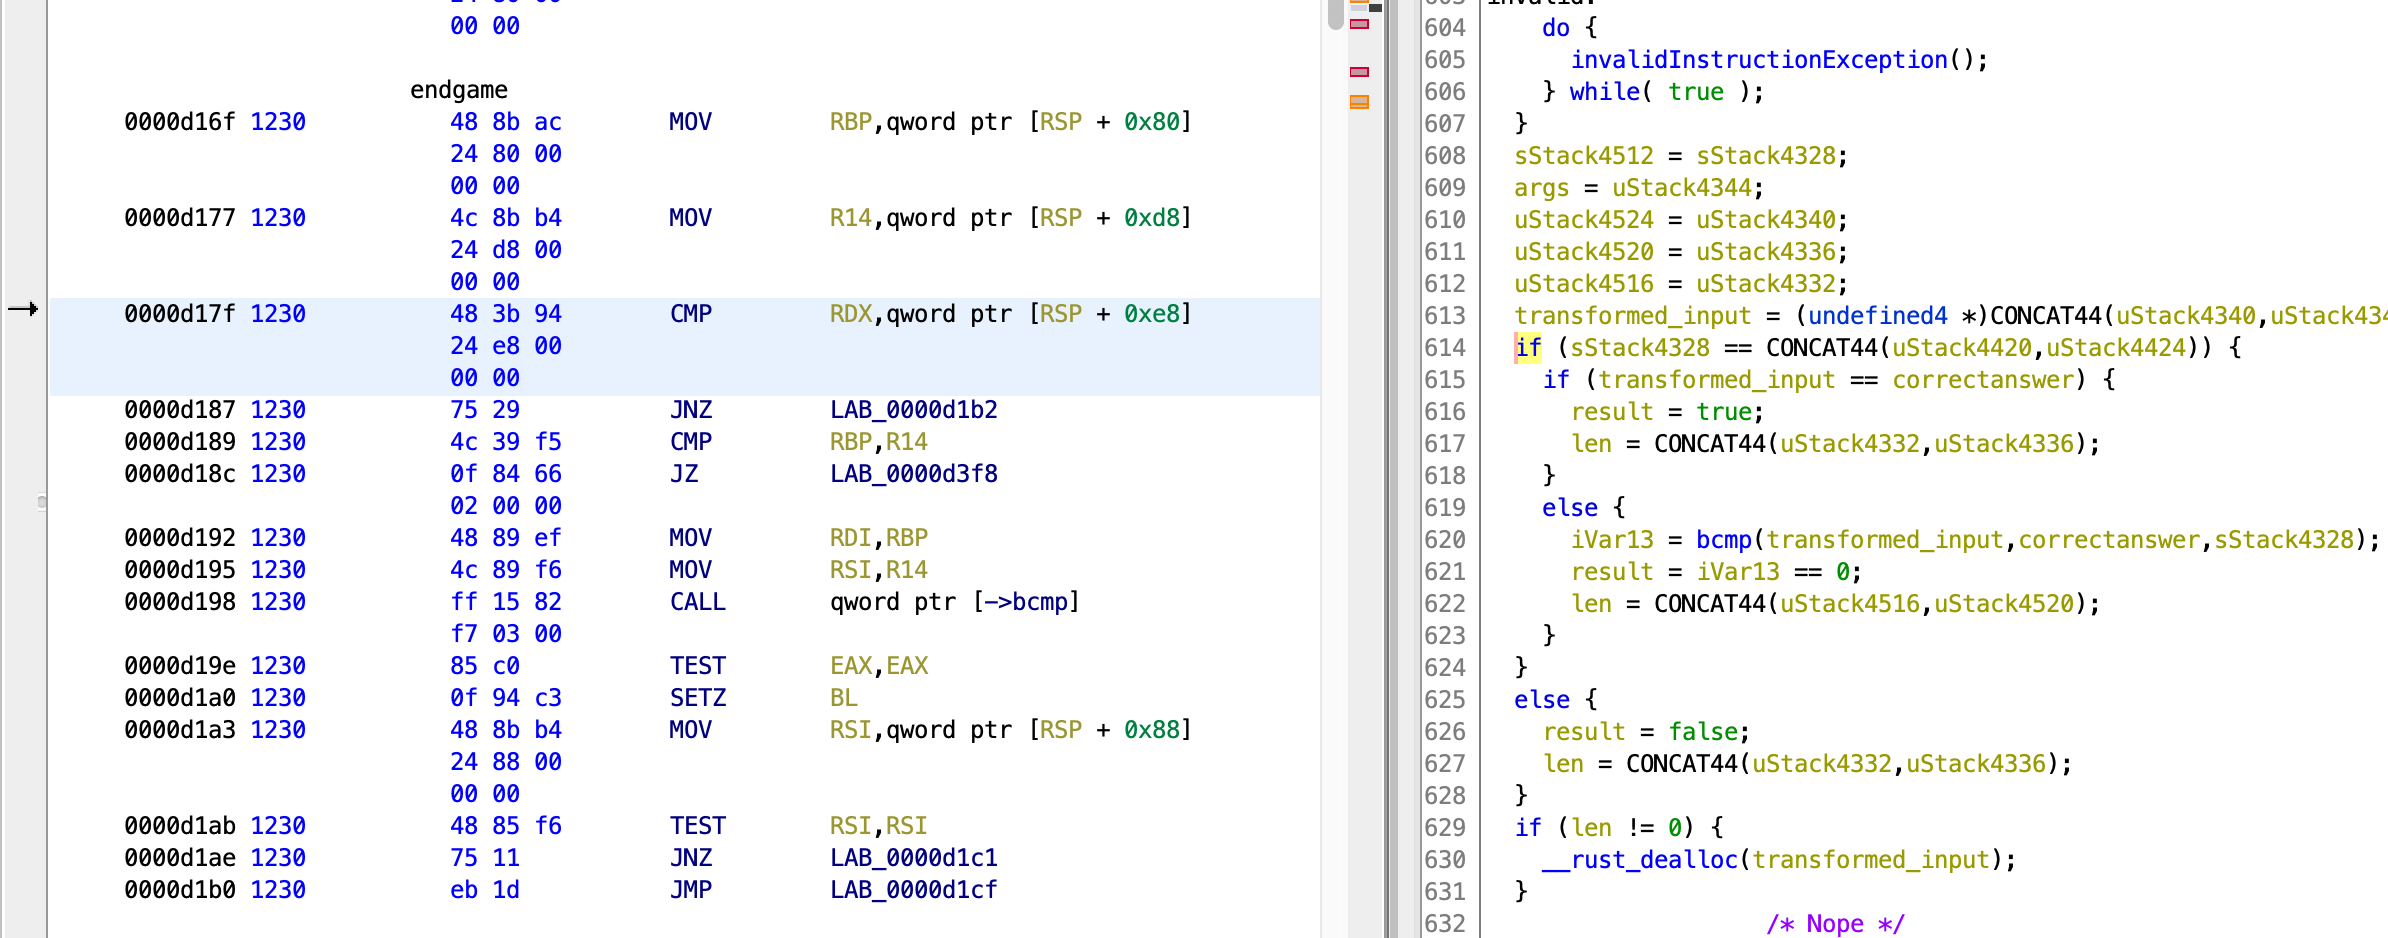 00 00
endgame
0000d16f 1230 48 8b ac MOV RBP,qword ptr [RSP + 0x80]
24 80 00
00 00
0000d177 1230 4c 8b b4 MOV R14,qword ptr [RSP + 0xd8]
24 d8 00
00 00
0000d17f 1230 48 3b 94 CMP RDX,qword ptr [RSP + 0xe8]
24 e8 00
00 00
0000d187 1230 75 29 JNZ LAB_0000d1b2
0000d189 1230 4c 39 f5 CMP RBP,R14
0000d18c 1230 0f 84 66 JZ LAB_0000d3f8
02 00 00
0000d192 1230 48 89 ef MOV RDI,RBP
0000d195 1230 4c 89 f6 MOV RSI,R14
0000d198 1230 ff 15 82 CALL qword ptr [->bcmp]
f7 03 00
0000d19e 1230 85 c0 TEST EAX,EAX
0000d1a0 1230 0f 94 c3 SETZ BL
0000d1a3 1230 48 8b b4 MOV RSI,qword ptr [RSP + 0x88]
24 88 00
00 00
0000d1ab 1230 48 85 f6 TEST RSI,RSI
0000d1ae 1230 75 11 JNZ LAB_0000d1c1
0000d1b0 1230 eb 1d JMP LAB_0000d1cf
604 do {
605 invalidInstructionException();
606 } while( true );
607 }
608 sStack4512 = sStack4328;
609 args = uStack4344;
610 uStack4524 = uStack4340;
611 uStack4520 = uStack4336;
612 uStack4516 = uStack4332;
613 transformed_input = (undefined4 *)CONCAT44(uStack4340,uStack434
614 if (sStack4328 == CONCAT44(uStack4420,uStack4424)) {
615 if (transformed_input == correctanswer) {
616 result = true;
617 len = CONCAT44(uStack4332,uStack4336);
618 }
619 else {
620 iVar13 = bcmp(transformed_input,correctanswer,sStack4328);
621 result = iVar13 == 0;
622 len = CONCAT44(uStack4516,uStack4520);
623 }
624 }
625 else {
626 result = false;
627 len = CONCAT44(uStack4332,uStack4336);
628 }
629 if (len != 0) {
630 __rust_dealloc(transformed_input);
631 }
632 /* Nope */